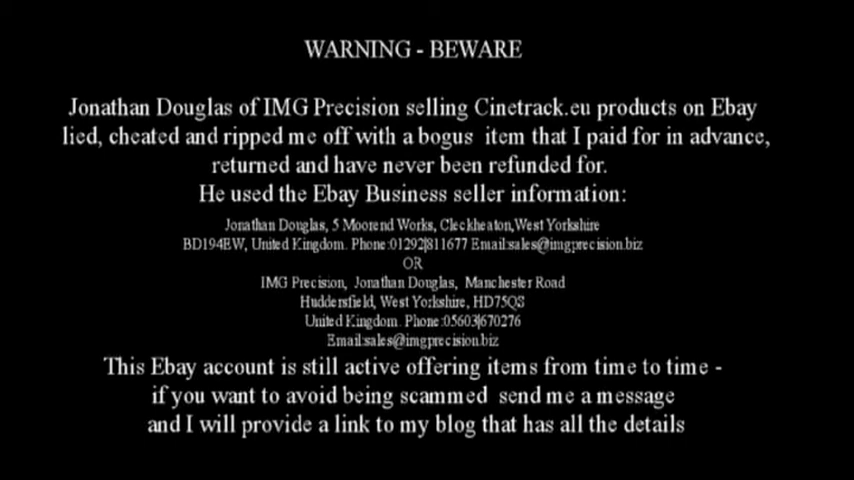 WARNING - BEWARE
Jonathan Douglas of IMG Precision selling Cinetrack.eu products on Ebay
lied, cheated and ripped me off with a bogus item that I paid for in advance,
returned and have never been refunded for.
He used the Ebay Business seller information:
Jonathan Douglas, 5 Moorend Works, Cleckheaton,West Yorkshire
BD194EW, United Kingdom. Phone:01292|811677 Email:sales@imgprecision.biz
OR
IMG Precision, Jonathan Douglas, Manchester Road
Huddersfield, West Yorkshire, HD75QS
United Kingdom. Phone:05603|670276
Email:sales@imgprecision.biz
This Ebay account is still active offering items from time to time -
if you want to avoid being scammed send me a message
and I will provide a link to my blog that has all the details